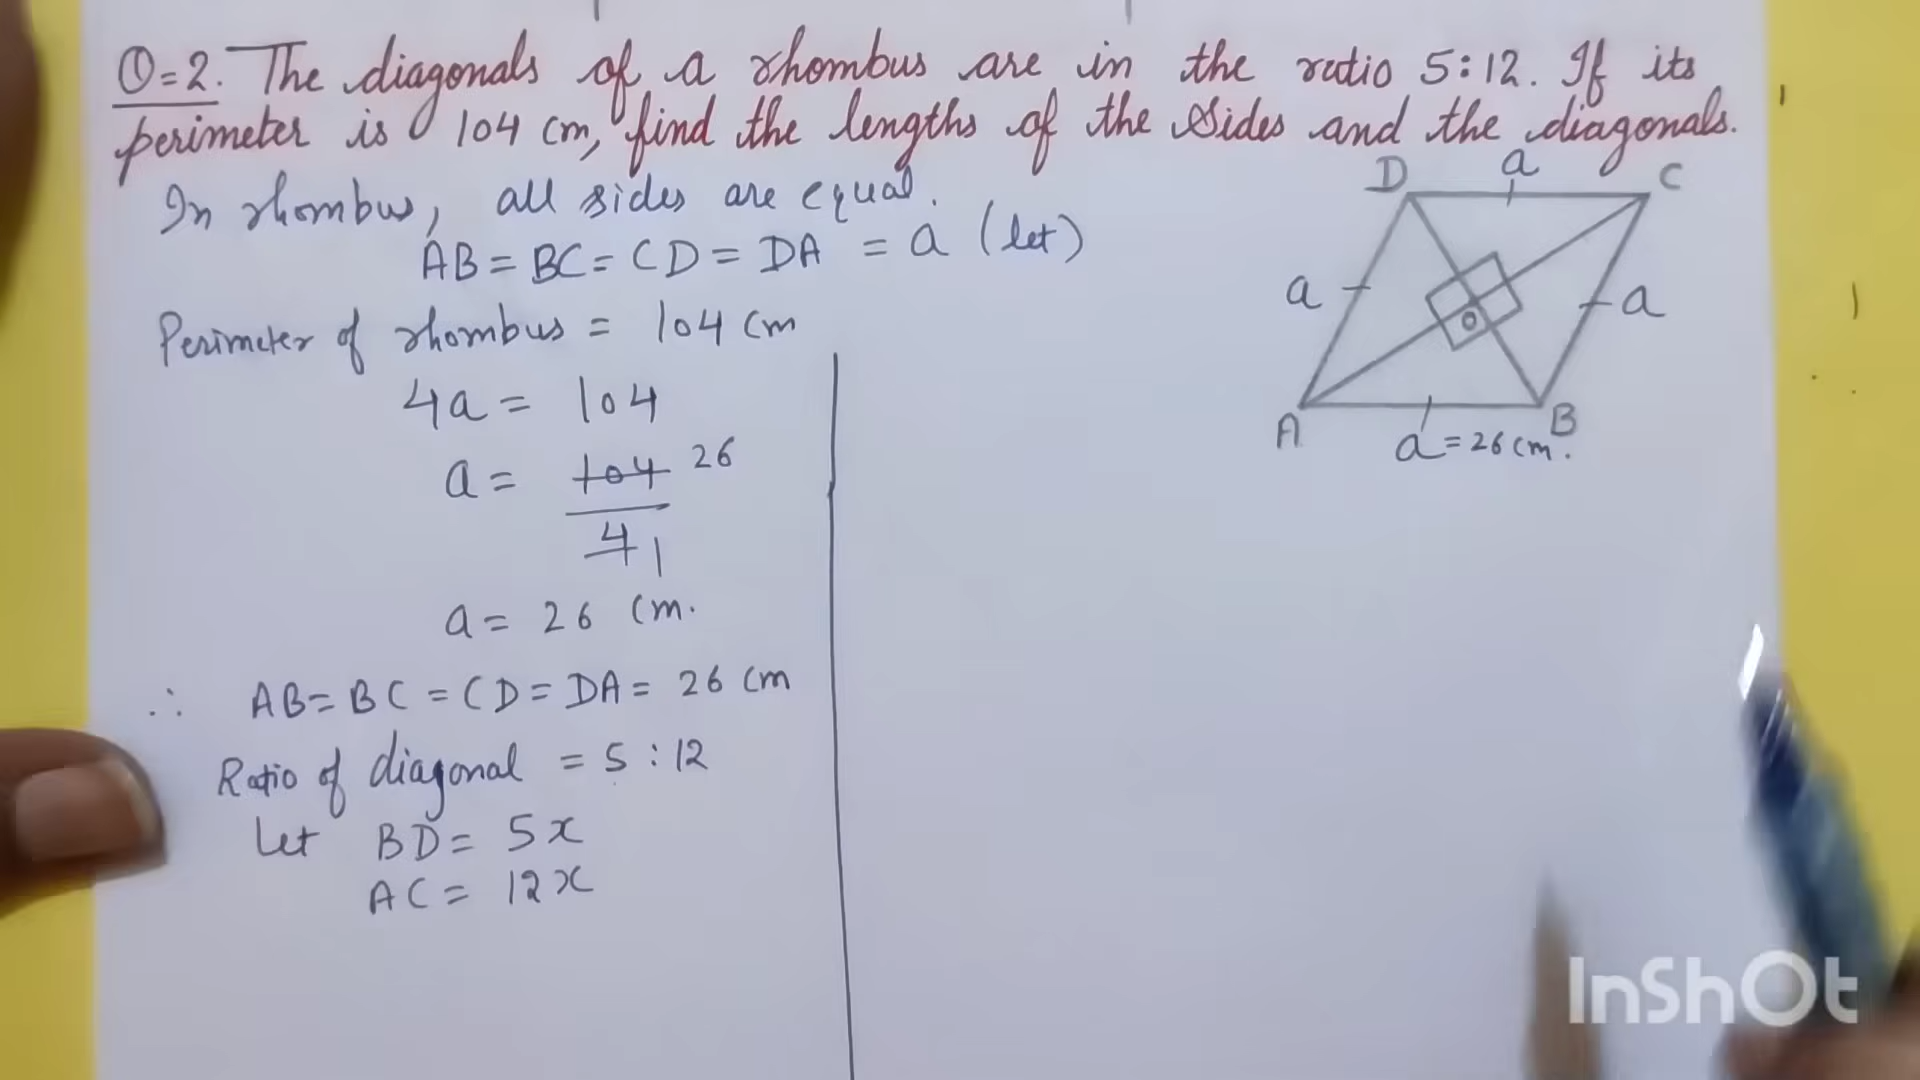 Q=2. The diagonals of a rhombus are in the ratio 5:12. If its
perimeter is 104 cm, find the lengths of the sides and the diagonals.
In rhombus, all sides are equal.
AB = BC = CD = DA = a (let)
Perimeter of rhombus = 104 cm
4a = 104
a = 104 26
4 1
a = 26 cm.
∴ AB = BC = CD = DA = 26 cm
Ratio of diagonal = 5 : 12
Let BD = 5x
AC = 12x
D a C
a a
O
A B
a = 26 cm.
InShOt